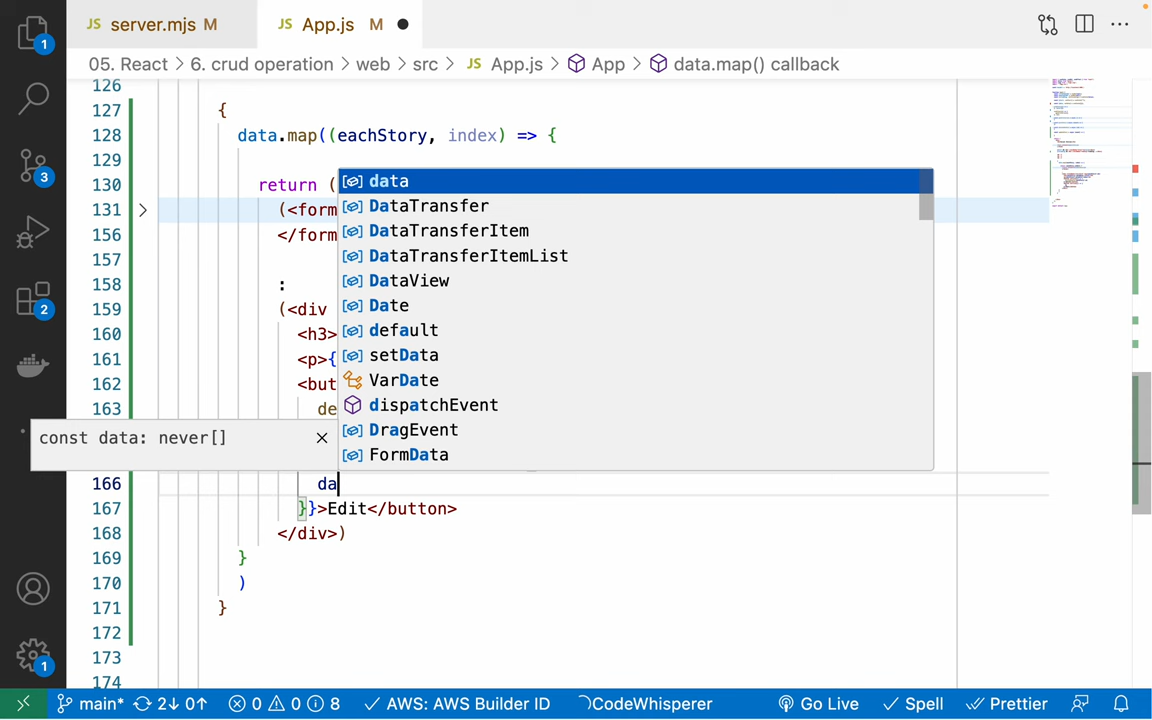 JS server.mjs M
JS App.js M
05. React > 6. crud operation > web > src > JS App.js > App > data.map() callback
126
127 {
128 data.map((eachStory, index) => {
129
130 return (
131 (<form
156 </form
157
158 :
159 (<div
160 <h3>
161 <p>{
162 <but
163 de
166 da
167 }}>Edit</button>
168 </div>)
169 }
170 )
171 }
172
173
174
data
DataTransfer
DataTransferItem
DataTransferItemList
DataView
Date
default
setData
VarDate
dispatchEvent
DragEvent
FormData
const data: never[]
1
3
2
1
main* 2↓ 0↑ 0 0 8 AWS: AWS Builder ID CodeWhisperer Go Live Spell Prettier